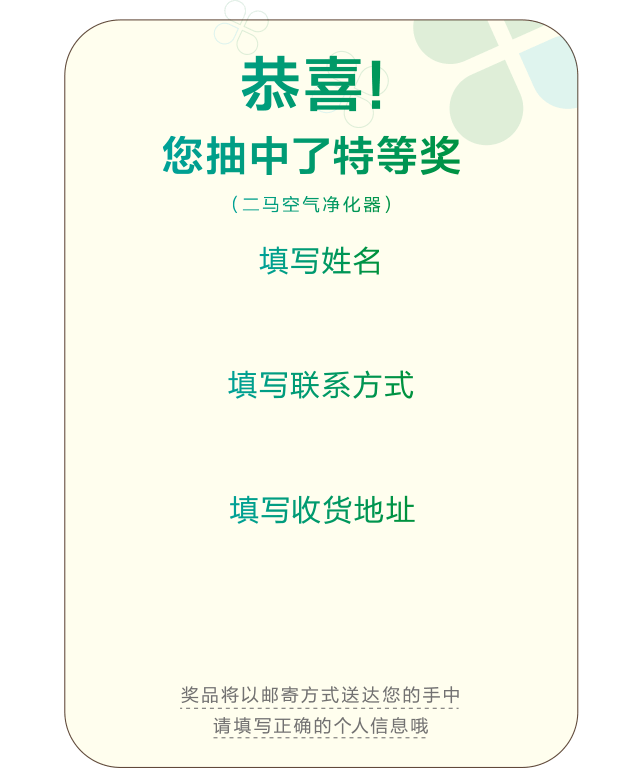 恭喜!
您抽中了特等奖
（二马空气净化器）
填写姓名
填写联系方式
填写收货地址
奖品将以邮寄方式送达您的手中
请填写正确的个人信息哦